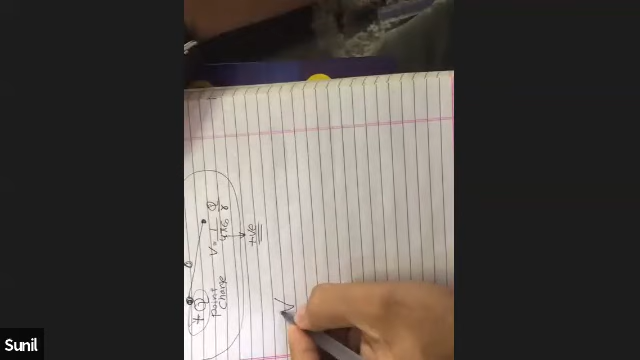 +Q
Point
Charge
V = 1/4πε₀ Q/r
+ve
V
Sunil